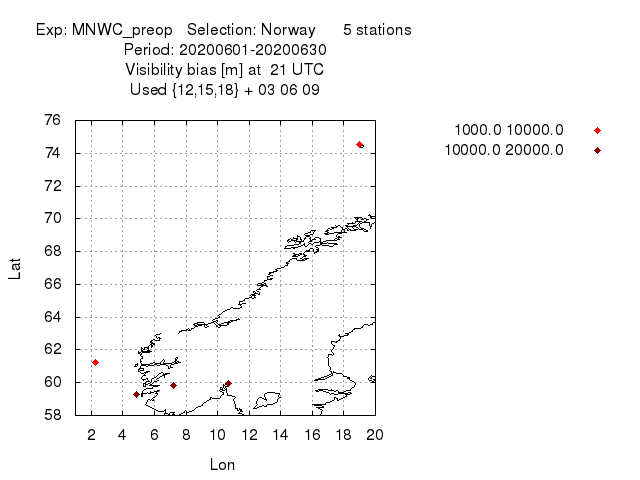 Exp: MNWC_preop Selection: Norway 5 stations
Period: 20200601-20200630
Visibility bias [m] at 21 UTC
Used {12,15,18} + 03 06 09
1000.0 10000.0
10000.0 20000.0
76
74
72
70
68
66
64
62
60
58
Lat
2 4 6 8 10 12 14 16 18 20
Lon